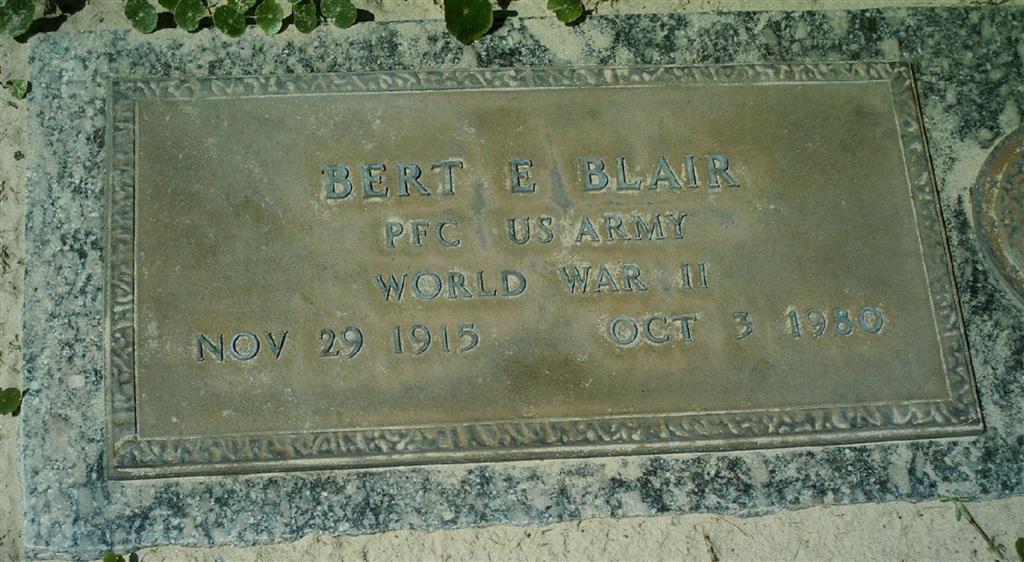 BERT E BLAIR
PFC US ARMY
WORLD WAR II
NOV 29 1915 OCT 3 1980